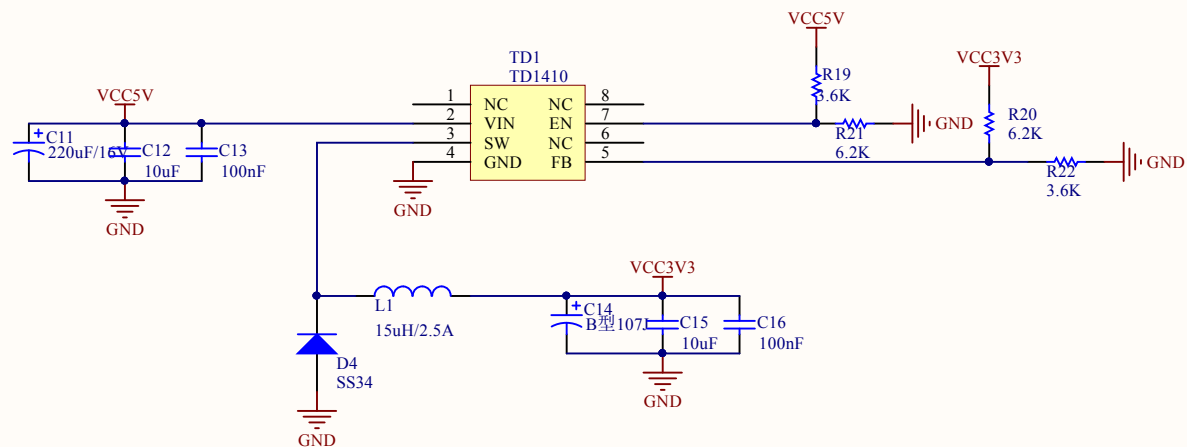 VCC5V
TD1
TD1410
VCC3V3
R19
3.6K
VCC5V
1
NC
NC
8
2
VIN
EN
7
3
SW
NC
6
4
GND
FB
5
R21
6.2K
GND
R20
6.2K
R22
3.6K
GND
C11
220uF/16V
C12
10uF
C13
100nF
GND
GND
VCC3V3
L1
15uH/2.5A
C14
B型107J
C15
10uF
C16
100nF
D4
SS34
GND
GND